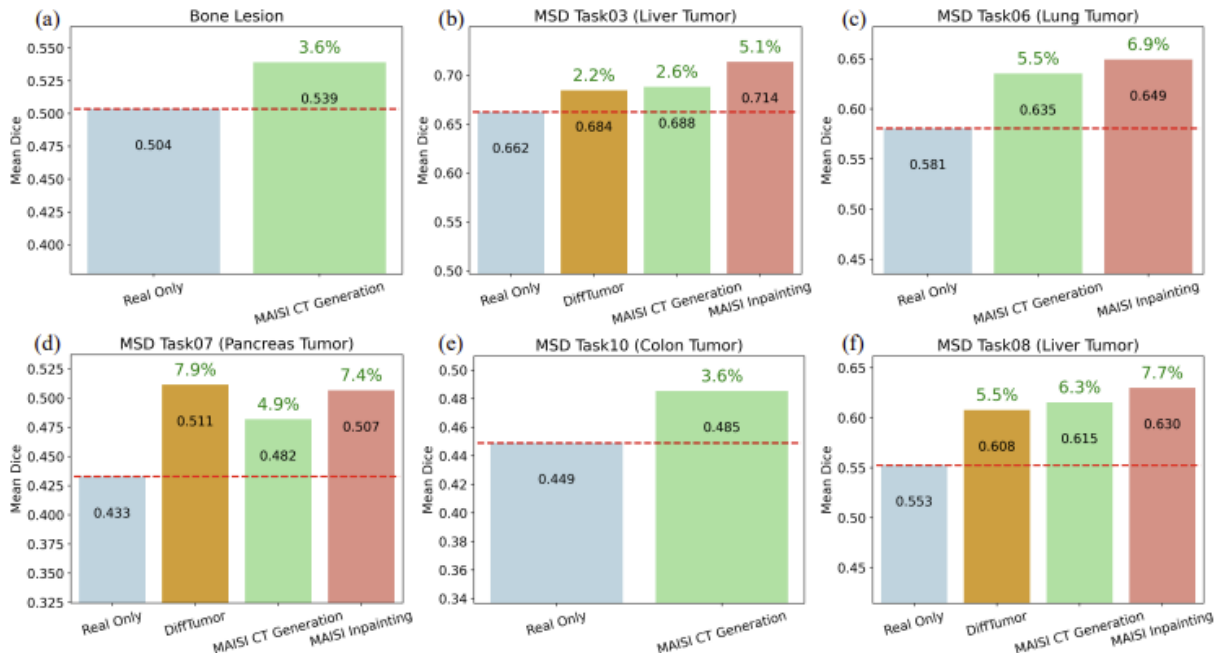 (a)
Bone Lesion
Mean Dice
0.550
0.525
0.500
0.475
0.450
0.425
0.400
3.6%
0.539
0.504
Real Only
MAISI CT Generation
(b)
MSD Task03 (Liver Tumor)
Mean Dice
0.70
0.65
0.60
0.55
0.50
5.1%
2.2%
2.6%
0.662
0.684
0.688
0.714
Real Only
DiffTumor
MAISI CT Generation
MAISI Inpainting
(c)
MSD Task06 (Lung Tumor)
Mean Dice
0.65
0.60
0.55
0.50
0.45
5.5%
6.9%
0.581
0.635
0.649
Real Only
MAISI CT Generation
MAISI Inpainting
(d)
MSD Task07 (Pancreas Tumor)
Mean Dice
0.525
0.500
0.475
0.450
0.425
0.400
0.375
0.350
0.325
7.9%
4.9%
7.4%
0.433
0.511
0.482
0.507
Real Only
DiffTumor
MAISI CT Generation
MAISI Inpainting
(e)
MSD Task10 (Colon Tumor)
Mean Dice
0.50
0.48
0.46
0.44
0.42
0.40
0.38
0.36
0.34
3.6%
0.449
0.485
Real Only
MAISI CT Generation
(f)
MSD Task08 (Liver Tumor)
Mean Dice
0.65
0.60
0.55
0.50
0.45
5.5%
6.3%
7.7%
0.553
0.608
0.615
0.630
Real Only
DiffTumor
MAISI CT Generation
MAISI Inpainting